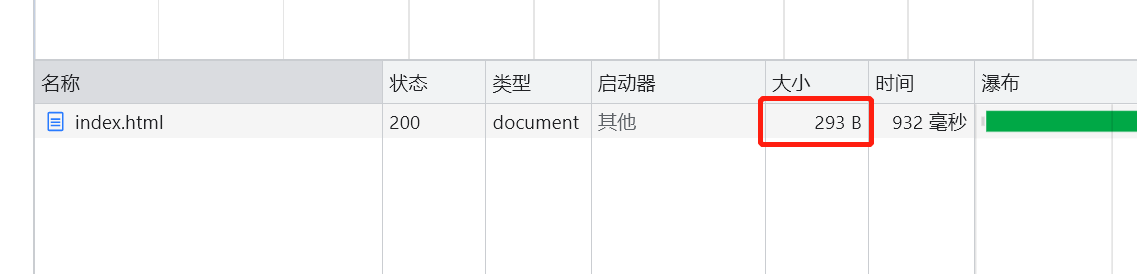 名称 状态 类型 启动器 大小 时间 瀑布
index.html 200 document 其他 293 B 932 毫秒